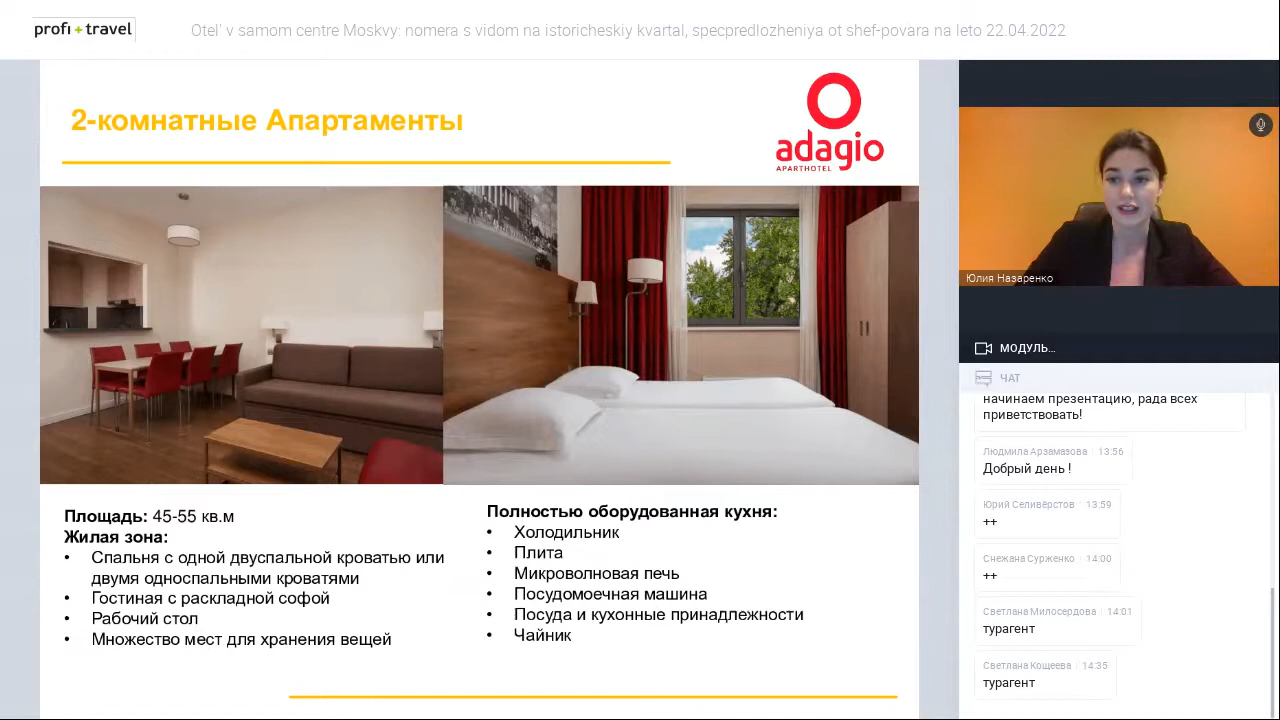 profi + travel
Otel' v samom centre Moskvy: nomera s vidom na istoricheskiy kvartal, specpredlozheniya ot shef-povara na leto 22.04.2022
2-комнатные Апартаменты
adagio
APARTHOTEL
Площадь: 45-55 кв.м
Жилая зона:
• Спальня с одной двуспальной кроватью или
двумя односпальными кроватями
• Гостиная с раскладной софой
• Рабочий стол
• Множество мест для хранения вещей
Полностью оборудованная кухня:
• Холодильник
• Плита
• Микроволновая печь
• Посудомоечная машина
• Посуда и кухонные принадлежности
• Чайник
Юлия Назаренко
МОДУЛЬ...
ЧАТ
начинаем презентацию, рада всех
приветствовать!
Людмила Арзамазова 13:56
Добрый день !
Юрий Селивёрстов 13:59
++
Снежана Сурженко 14:00
++
Светлана Милосердова 14:01
турагент
Светлана Кощеева 14:35
турагент